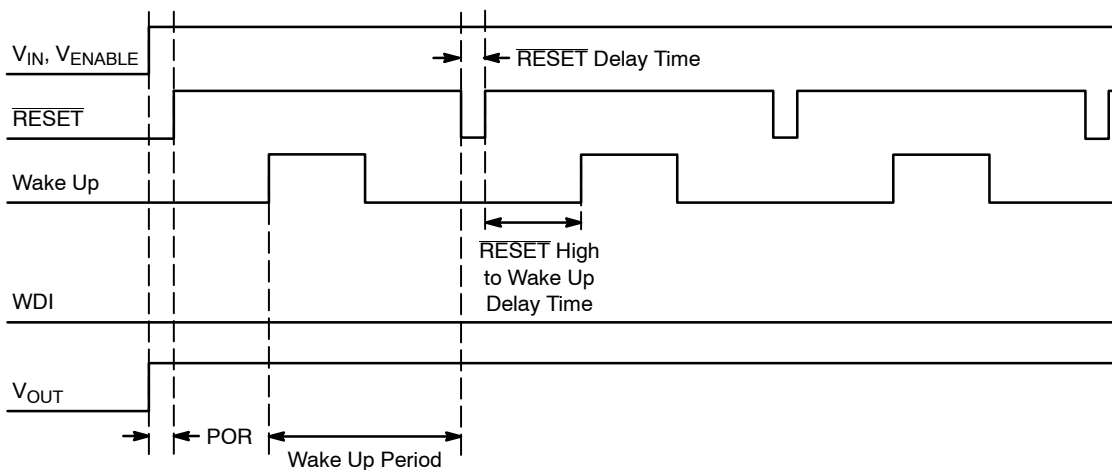 V_IN, V_ENABLE
RESET Delay Time
RESET
Wake Up
RESET High
to Wake Up
Delay Time
WDI
V_OUT
POR
Wake Up Period